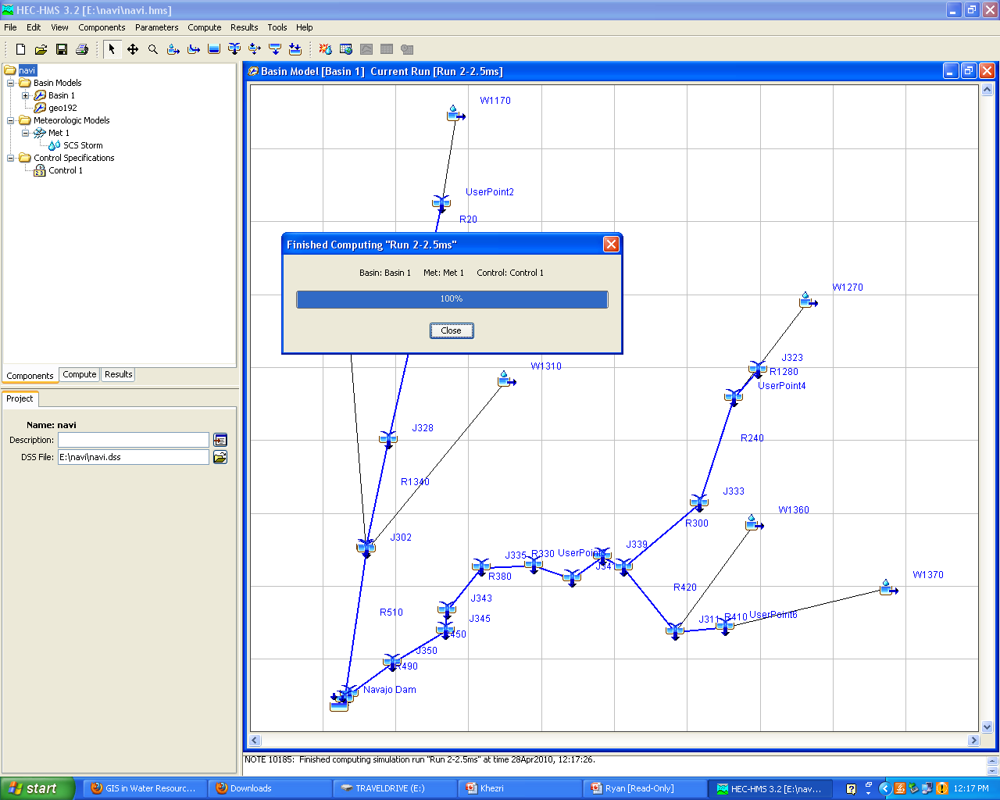 HEC-HMS 3.2 [E:\navi\navi.hms]
File Edit View Components Parameters Compute Results Tools Help
navi
Basin Models
Basin 1
geo192
Meteorologic Models
Met 1
SCS Storm
Control Specifications
Control 1
Components Compute Results
Project
Name: navi
Description:
DSS File: E:\navi\navi.dss
Basin Model [Basin 1] Current Run [Run 2-2.5ms]
W1170
UserPoint2
R20
Finished Computing "Run 2-2.5ms"
Basin: Basin 1 Met: Met 1 Control: Control 1
100%
Close
W1270
J323
R1280
UserPoint4
W1310
J328
R240
R1340
J333
W1360
R300
J302
J339
J335 R330 UserPoint
J34
R380
W1370
R420
J343
R510
J345
J311 R410 UserPoint6
450
J350
R490
Navajo Dam
NOTE 10185: Finished computing simulation run "Run 2-2.5ms" at time 28Apr2010, 12:17:26.
start GIS in Water Resourc... Downloads TRAVELDRIVE (E:) Khezri Ryan [Read-Only] HEC-HMS 3.2 [E:\nav... 12:17 PM